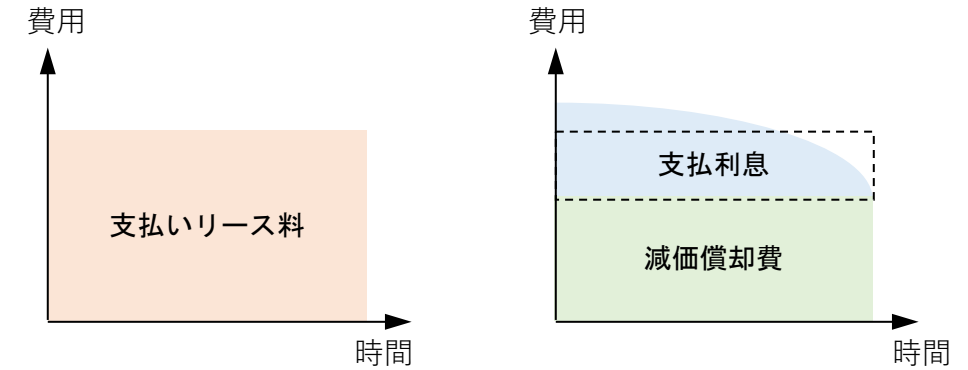 費用
支払いリース料
時間
費用
支払利息
減価償却費
時間